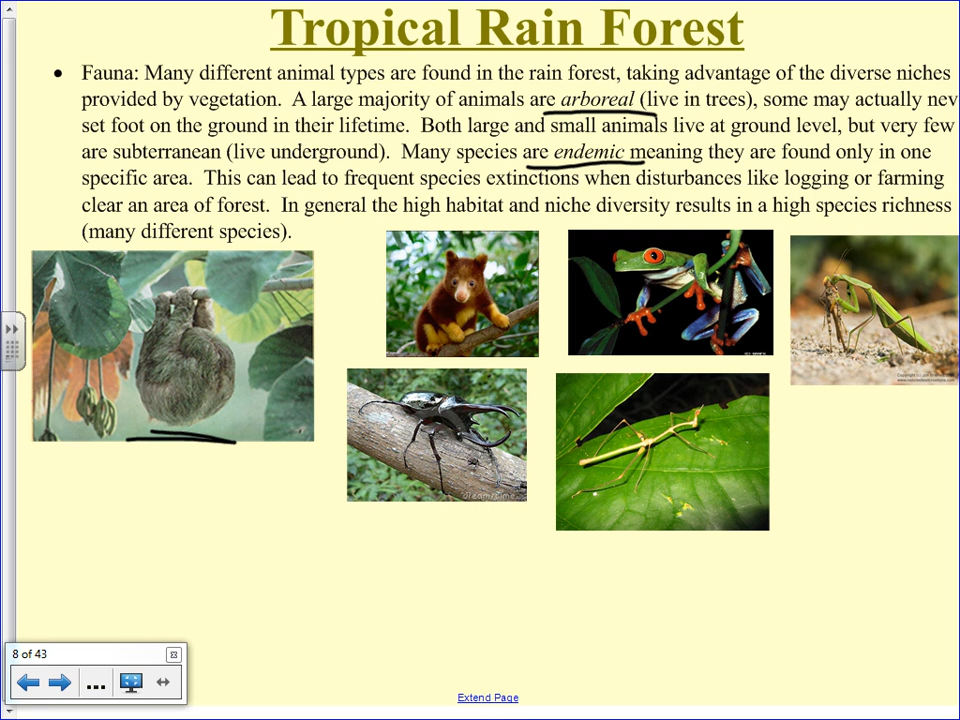 Tropical Rain Forest
• Fauna: Many different animal types are found in the rain forest, taking advantage of the diverse niches
provided by vegetation. A large majority of animals are arboreal (live in trees), some may actually nev
set foot on the ground in their lifetime. Both large and small animals live at ground level, but very few
are subterranean (live underground). Many species are endemic meaning they are found only in one
specific area. This can lead to frequent species extinctions when disturbances like logging or farming
clear an area of forest. In general the high habitat and niche diversity results in a high species richness
(many different species).
dreamstime
8 of 43
...
Extend Page